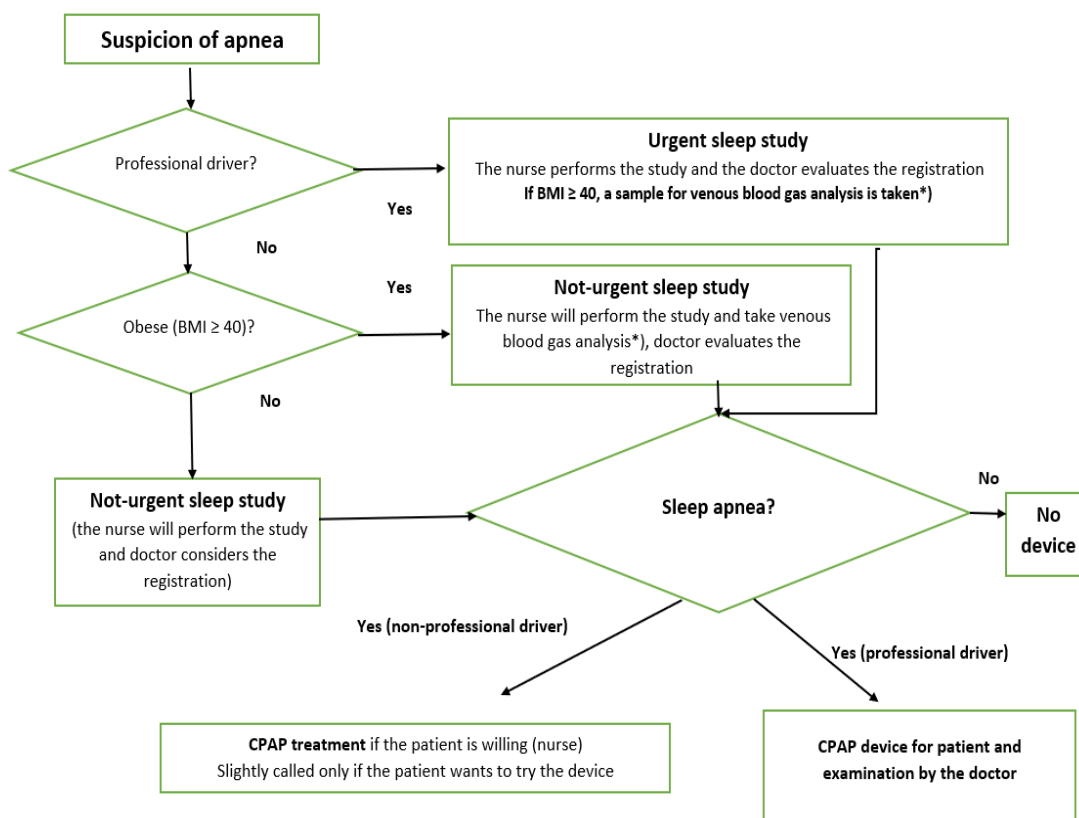 Suspicion of apnea
Professional driver?
Yes
No
Urgent sleep study
The nurse performs the study and the doctor evaluates the registration
If BMI ≥ 40, a sample for venous blood gas analysis is taken*)
Obese (BMI ≥ 40)?
Yes
No
Not-urgent sleep study
The nurse will perform the study and take venous
blood gas analysis*), doctor evaluates the
registration
Not-urgent sleep study
(the nurse will perform the study
and doctor considers the
registration)
Sleep apnea?
No
No
device
Yes (non-professional driver)
Yes (professional driver)
CPAP treatment if the patient is willing (nurse)
Slightly called only if the patient wants to try the device
CPAP device for patient and
examination by the doctor